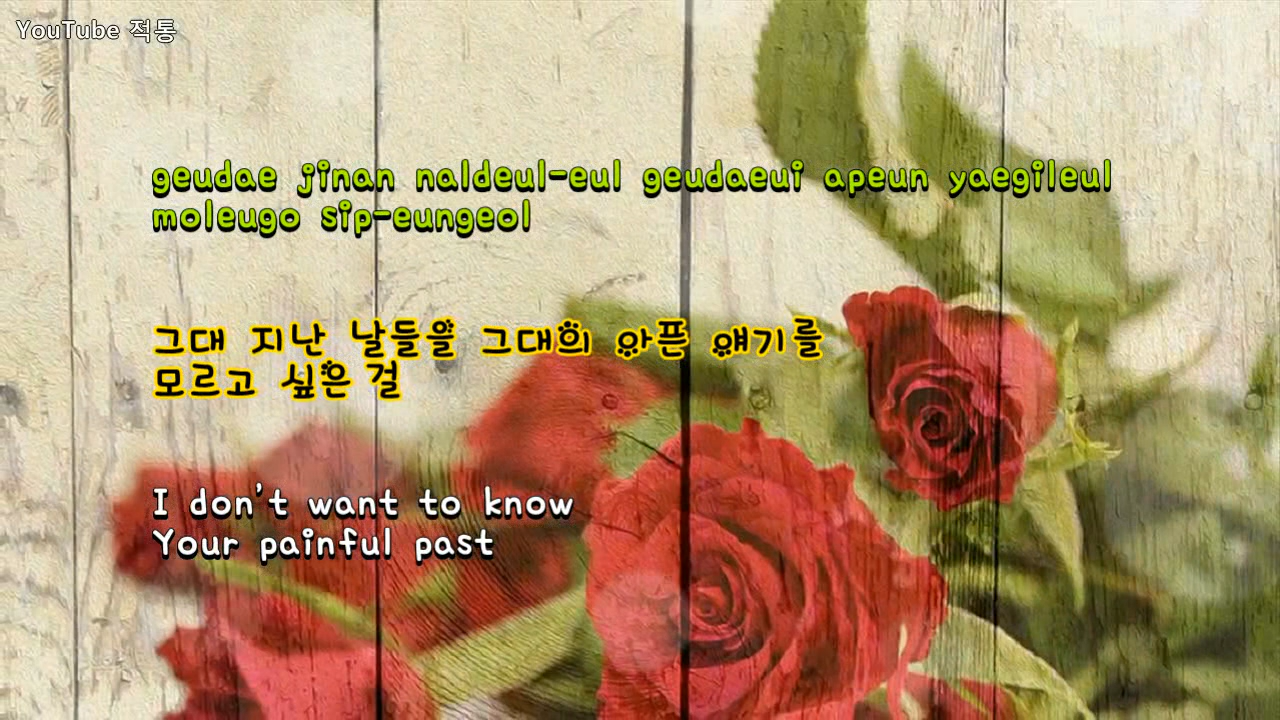 YouTube 적통
geudae jinan naldeul-eul geudaeui apeun yaegileul
moleugo sip-eungeol
그대 지난 날들을 그대의 아픈 얘기를
모르고 싶은 걸
I don't want to know
Your painful past